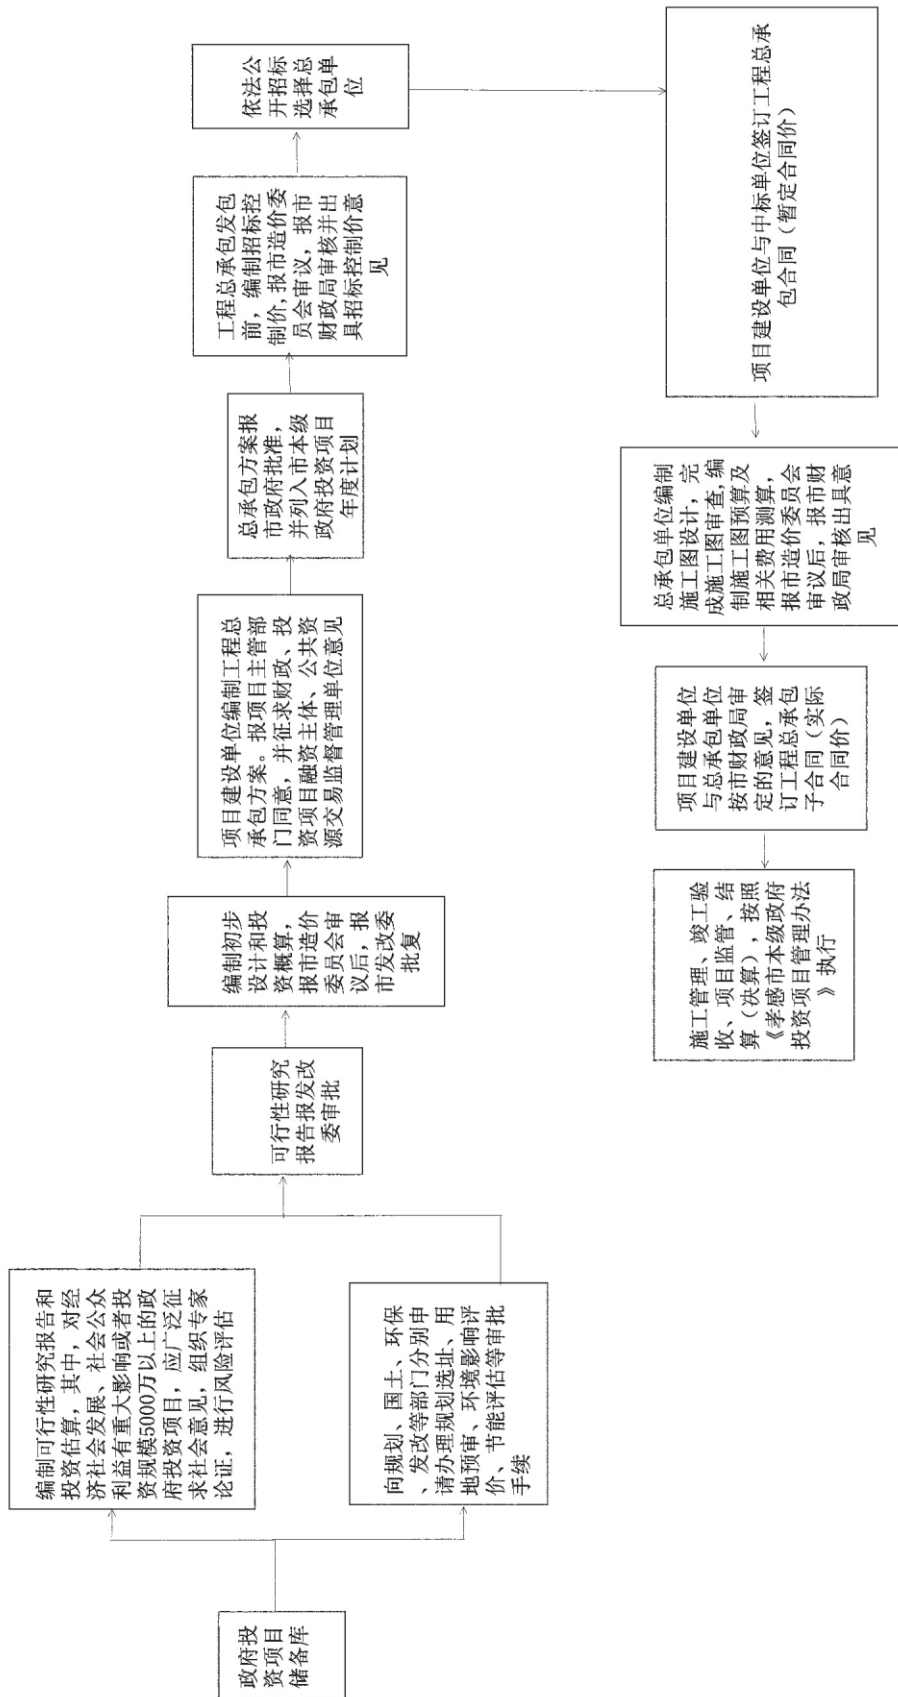 政府投
资项目
储备库
编制可行性研究报告和
投资估算，其中，对经
济社会发展、社会公众
利益有重大影响或者投
资规模5000万以上的政
府投资项目，应广泛征
求社会意见，组织专家
论证，进行风险评估
向规划、国土、环保
、发改等部门分别申
请办理规划选址、用
地预审、环境影响评
价、节能评估等审批
手续
可行性研究
报告报发改
委审批
编制初步
设计和投
资概算，
报市造价
委员会审
议后，报
市发改委
批复
项目建设单位编制工程总
承包方案。报项目主管部
门同意，并征求财政、投
资项目融资主体、公共资
源交易监督管理单位意见
总承包方案报
市政府批准，
并列入市本级
政府投资项目
年度计划
工程总承包发包
前，编制招标控
制价,报市造价委
员会审议，报市
财政局审核并出
具招标控制价意
见
依法公
开招标
选择总
承包单
位
项目建设单位与中标单位签订工程总承
包合同（暂定合同价）
总承包单位编制
施工图设计，完
成施工图审查,编
制施工图预算及
相关费用测算，
报市造价委员会
审议后，报市财
政局审核出具意
见
项目建设单位
与总承包单位
按市财政局审
定的意见，签
订工程总承包
子合同（实际
合同价）
施工管理、竣工验
收、项目监管、结
算（决算），按照
《孝感市本级政府
投资项目管理办法
》执行